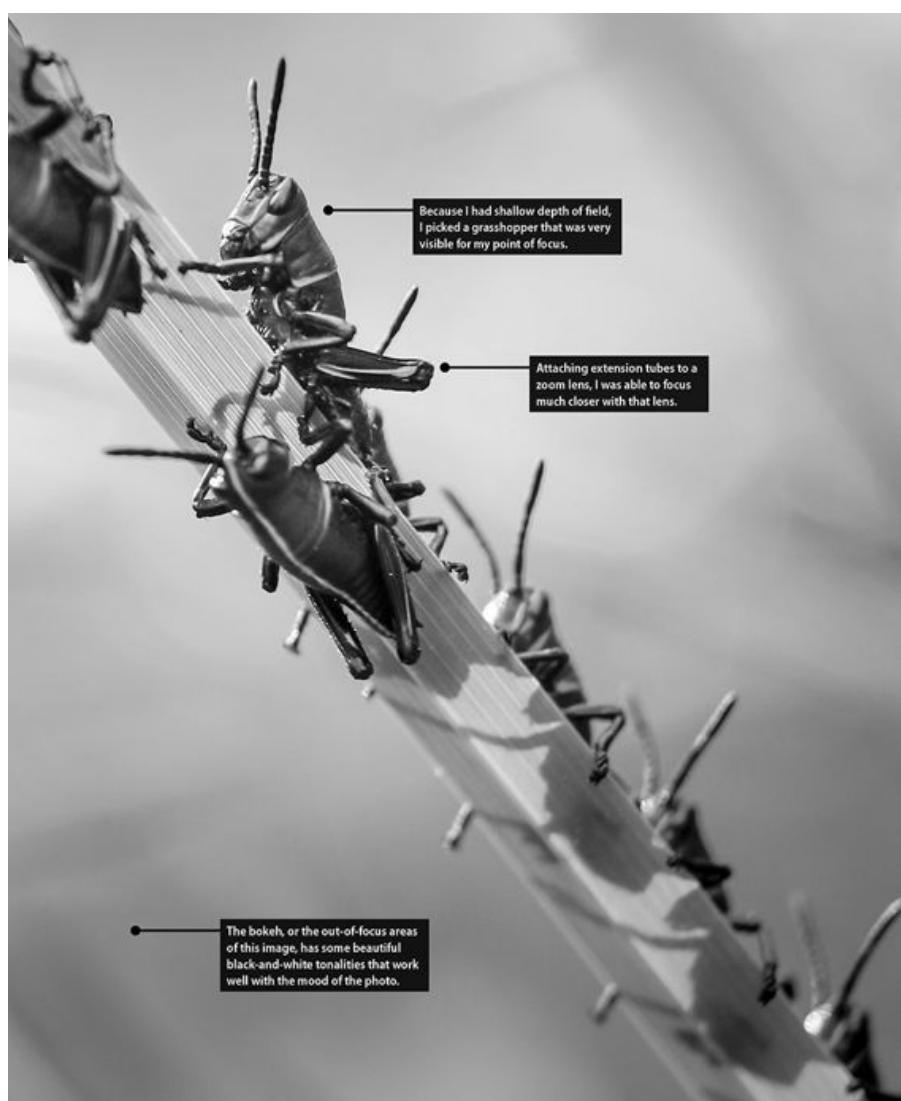 Because I had shallow depth of field,
I picked a grasshopper that was very
visible for my point of focus.
Attaching extension tubes to a
zoom lens, I was able to focus
much closer with that lens.
The bokeh, or the out-of-focus areas
of this image, has some beautiful
black-and-white tonalities that work
well with the mood of the photo.